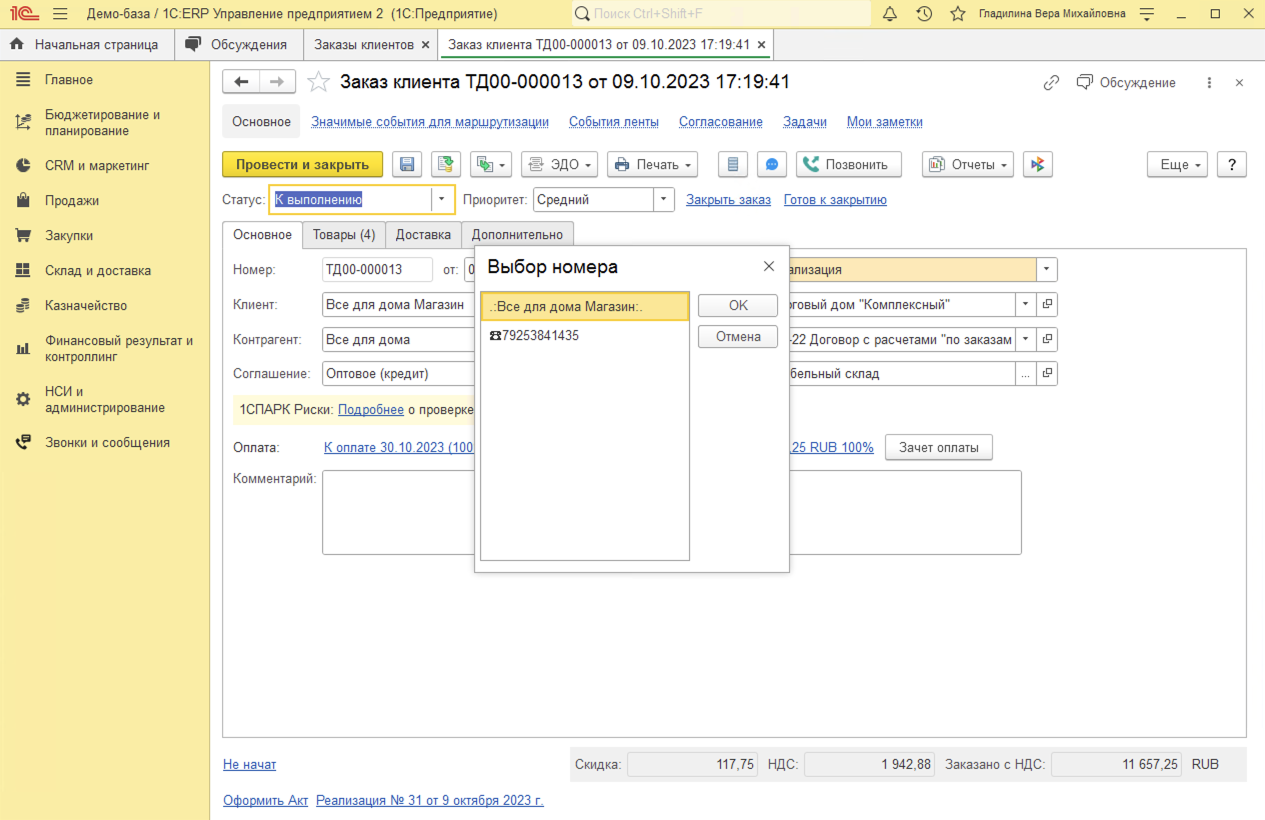 Демо-база / 1С:ERP Управление предприятием 2 (1С:Предприятие)
Поиск Ctrl+Shift+F
Гладилина Вера Михайловна
Начальная страница
Обсуждения
Заказы клиентов ×
Заказ клиента ТД00-000013 от 09.10.2023 17:19:41 ×
Главное
Бюджетирование и
планирование
CRM и маркетинг
Продажи
Закупки
Склад и доставка
Казначейство
Финансовый результат и
контроллинг
НСИ и
администрирование
Звонки и сообщения
Заказ клиента ТД00-000013 от 09.10.2023 17:19:41
Обсуждение
Основное
Значимые события для маршрутизации
События ленты
Согласование
Задачи
Мои заметки
Провести и закрыть
ЭДО
Печать
Позвонить
Отчеты
Еще
?
Статус: К выполнению
Приоритет: Средний
Закрыть заказ
Готов к закрытию
Основное
Товары (4)
Доставка
Дополнительно
Номер: ТД00-000013 от: 0
ализация
Клиент: Все для дома Магазин
рговый дом "Комплексный"
Контрагент: Все для дома
-22 Договор с расчетами "по заказам
Соглашение: Оптовое (кредит)
бельный склад
1СПАРК Риски: Подробнее о проверке
Оплата: К оплате 30.10.2023 (100
25 RUB 100%
Зачет оплаты
Комментарий:
Выбор номера
.:Все для дома Магазин:.
☎79253841435
OK
Отмена
Не начат
Скидка: 117,75 НДС: 1 942,88 Заказано с НДС: 11 657,25 RUB
Оформить Акт Реализация № 31 от 9 октября 2023 г.